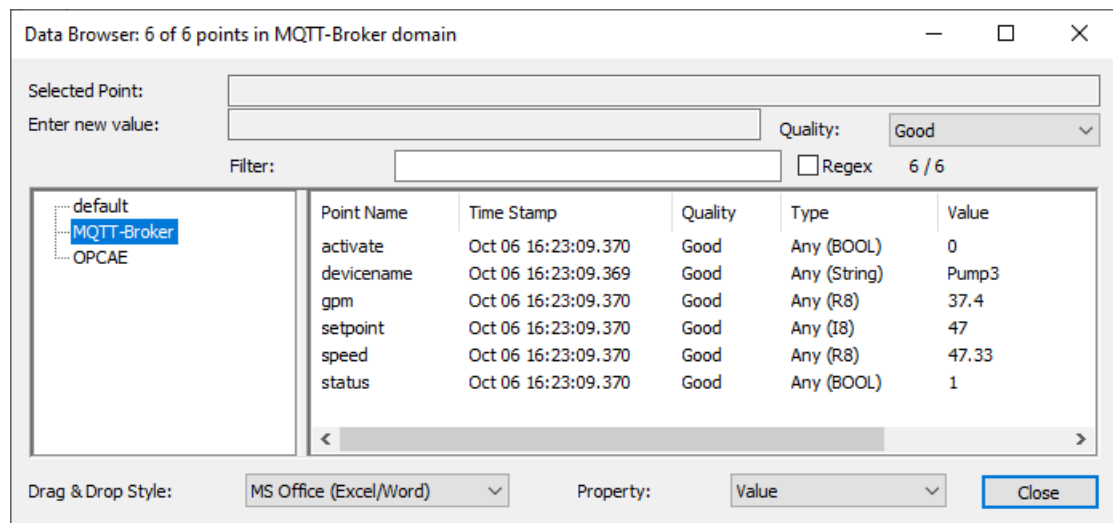 Data Browser: 6 of 6 points in MQTT-Broker domain
Selected Point:
Enter new value: Quality: Good
Filter: Regex 6 / 6
default
MQTT-Broker
OPCAE
Point Name Time Stamp Quality Type Value
activate Oct 06 16:23:09.370 Good Any (BOOL) 0
devicename Oct 06 16:23:09.369 Good Any (String) Pump3
gpm Oct 06 16:23:09.370 Good Any (R8) 37.4
setpoint Oct 06 16:23:09.370 Good Any (I8) 47
speed Oct 06 16:23:09.370 Good Any (R8) 47.33
status Oct 06 16:23:09.370 Good Any (BOOL) 1
Drag & Drop Style: MS Office (Excel/Word) Property: Value Close